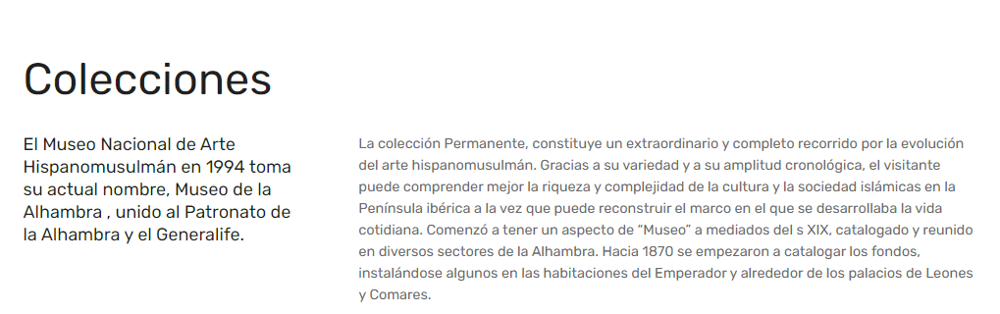 Colecciones
El Museo Nacional de Arte
Hispanomusulmán en 1994 toma
su actual nombre, Museo de la
Alhambra , unido al Patronato de
la Alhambra y el Generalife.
La colección Permanente, constituye un extraordinario y completo recorrido por la evolución
del arte hispanomusulmán. Gracias a su variedad y a su amplitud cronológica, el visitante
puede comprender mejor la riqueza y complejidad de la cultura y la sociedad islámicas en la
Península ibérica a la vez que puede reconstruir el marco en el que se desarrollaba la vida
cotidiana. Comenzó a tener un aspecto de “Museo” a mediados del s XIX, catalogado y reunido
en diversos sectores de la Alhambra. Hacia 1870 se empezaron a catalogar los fondos,
instalándose algunos en las habitaciones del Emperador y alrededor de los palacios de Leones
y Comares.